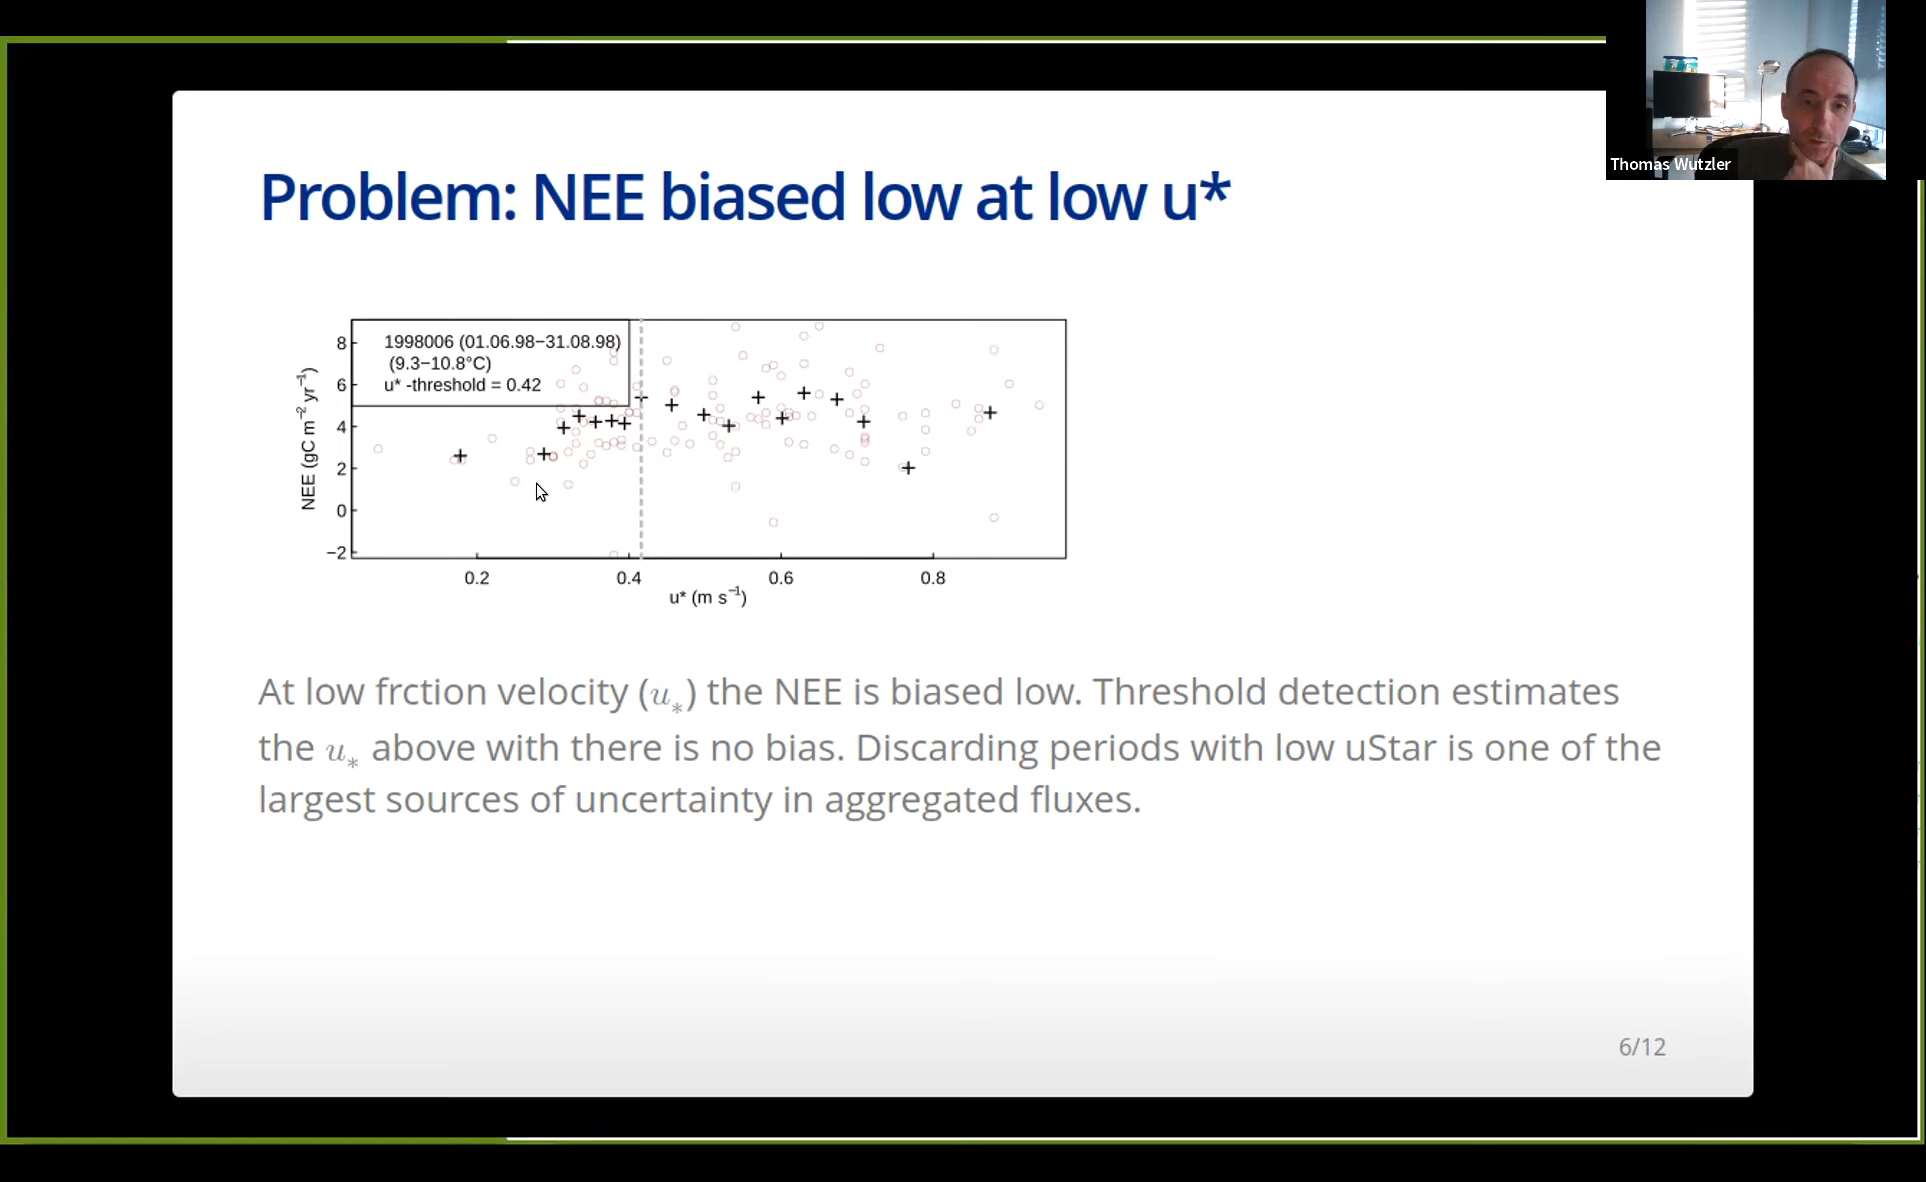 Thomas Wutzler
Problem: NEE biased low at low u*
1998006 (01.06.98−31.08.98)
(9.3−10.8°C)
u* -threshold = 0.42
NEE (gC m−2 yr−1)
8
6
4
2
0
−2
0.2 0.4 0.6 0.8
u* (m s−1)
At low frction velocity (u*) the NEE is biased low. Threshold detection estimates
the u* above with there is no bias. Discarding periods with low uStar is one of the
largest sources of uncertainty in aggregated fluxes.
6/12